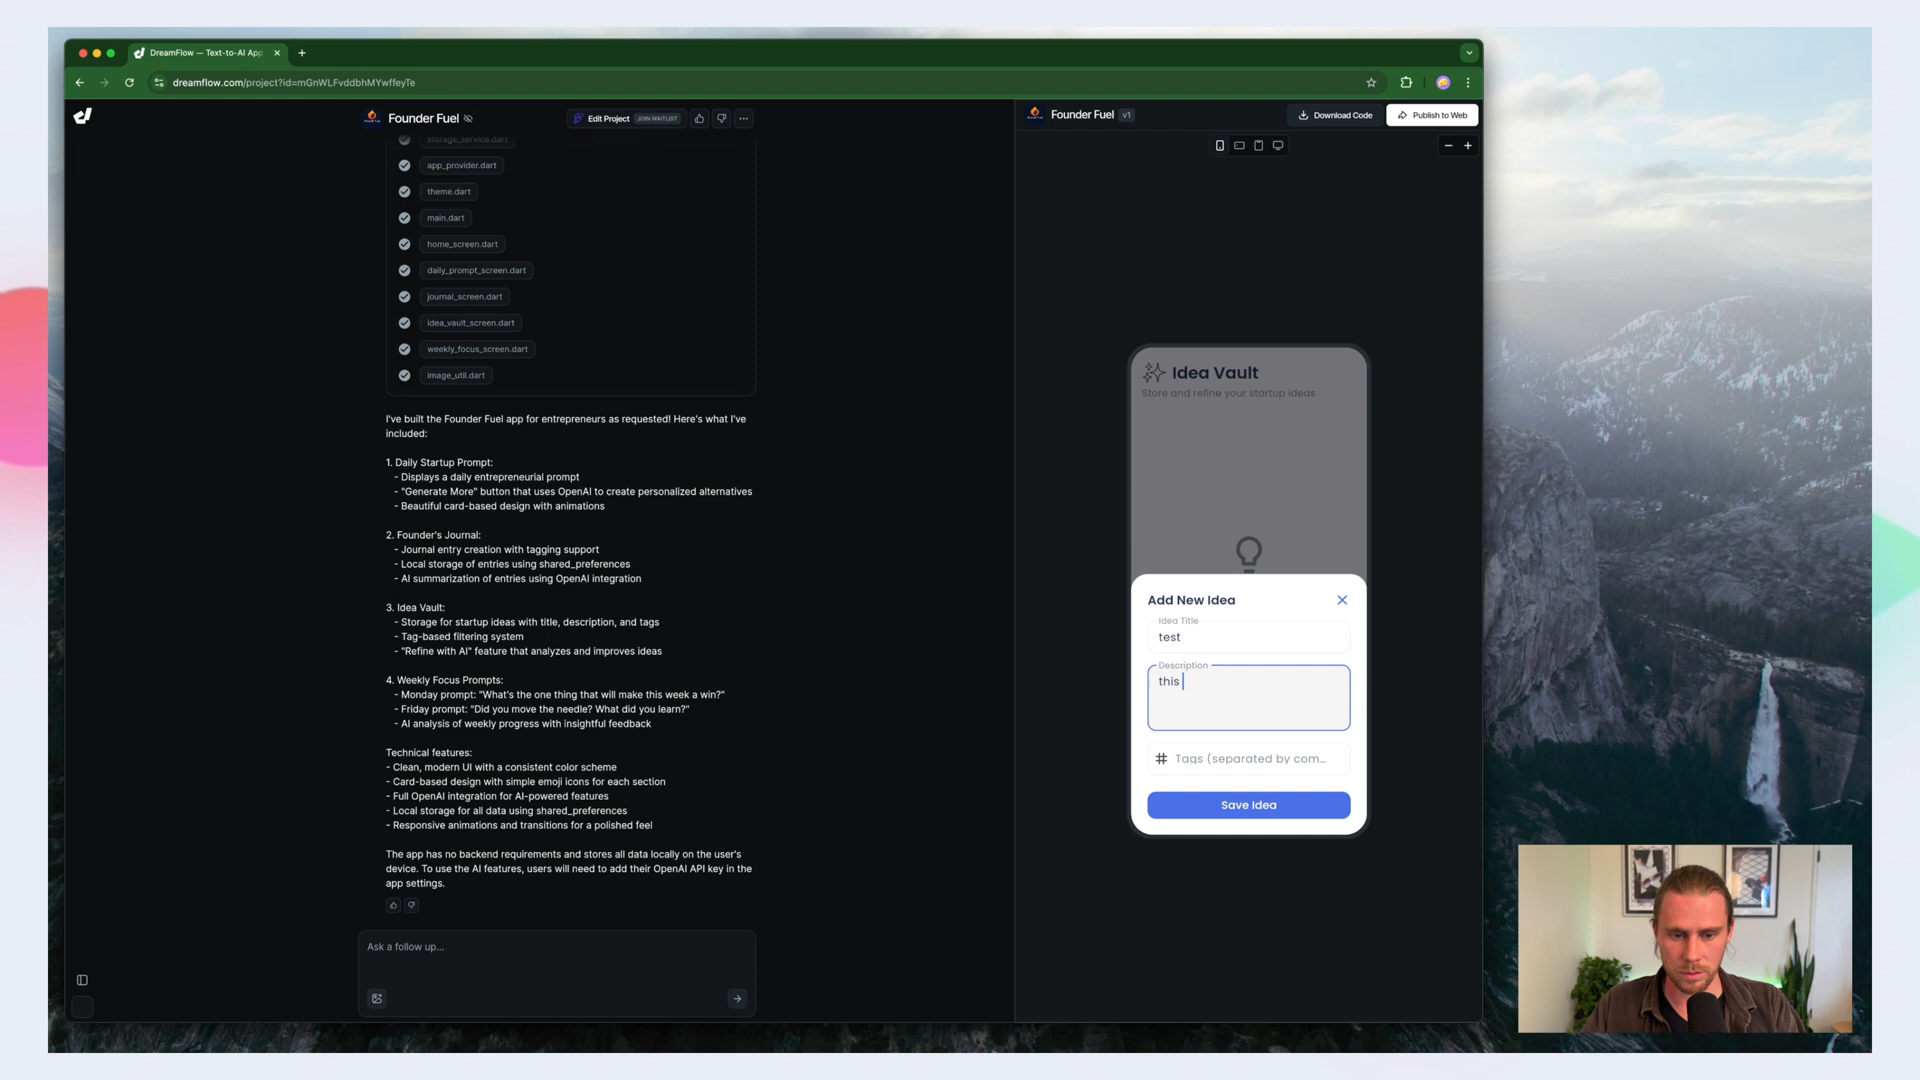 DreamFlow — Text-to-AI App
dreamflow.com/project?id=mGnWLFvddbhMYwffeyTe
Founder Fuel
Edit Project
JOIN WAITLIST
Founder Fuel v1
Download Code
Publish to Web
storage_service.dart
app_provider.dart
theme.dart
main.dart
home_screen.dart
daily_prompt_screen.dart
journal_screen.dart
idea_vault_screen.dart
weekly_focus_screen.dart
image_util.dart
I've built the Founder Fuel app for entrepreneurs as requested! Here's what I've
included:
1. Daily Startup Prompt:
- Displays a daily entrepreneurial prompt
- "Generate More" button that uses OpenAI to create personalized alternatives
- Beautiful card-based design with animations
2. Founder's Journal:
- Journal entry creation with tagging support
- Local storage of entries using shared_preferences
- AI summarization of entries using OpenAI integration
3. Idea Vault:
- Storage for startup ideas with title, description, and tags
- Tag-based filtering system
- "Refine with AI" feature that analyzes and improves ideas
4. Weekly Focus Prompts:
- Monday prompt: "What's the one thing that will make this week a win?"
- Friday prompt: "Did you move the needle? What did you learn?"
- AI analysis of weekly progress with insightful feedback
Technical features:
- Clean, modern UI with a consistent color scheme
- Card-based design with simple emoji icons for each section
- Full OpenAI integration for AI-powered features
- Local storage for all data using shared_preferences
- Responsive animations and transitions for a polished feel
The app has no backend requirements and stores all data locally on the user's
device. To use the AI features, users will need to add their OpenAI API key in the
app settings.
Ask a follow up...
Idea Vault
Store and refine your startup ideas
Add New Idea
Idea Title
test
Description
this
# Tags (separated by com...
Save Idea